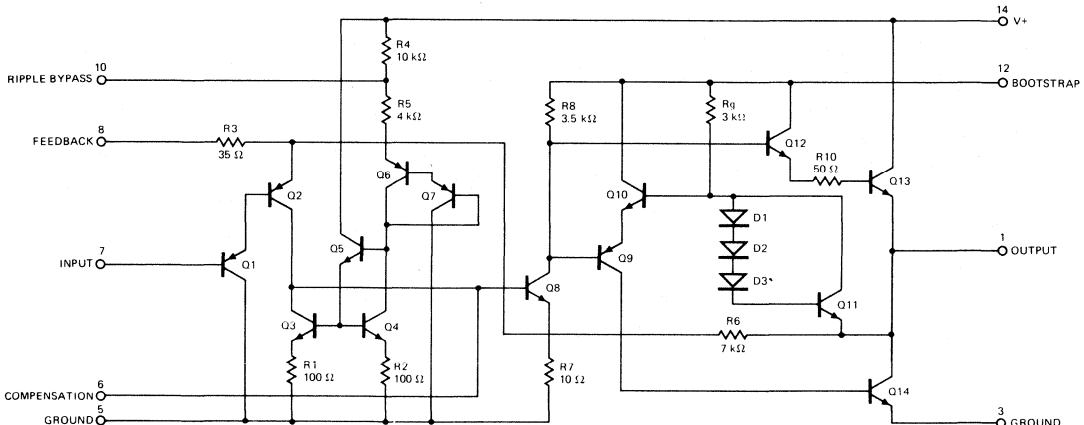 14
V+
R4
10 kΩ
10
RIPPLE BYPASS
12
BOOTSTRAP
R5
4 kΩ
R8
3.5 kΩ
R9
3 kΩ
8
FEEDBACK
R3
35 Ω
Q12
R10
50 Ω
Q6
Q7
Q13
Q2
Q10
D1
1
OUTPUT
Q5
D2
7
INPUT
Q1
Q9
D3
Q8
Q11
Q3
Q4
R6
7 kΩ
R1
100 Ω
R2
100 Ω
R7
10 Ω
6
COMPENSATION
Q14
5
GROUND
3
GROUND